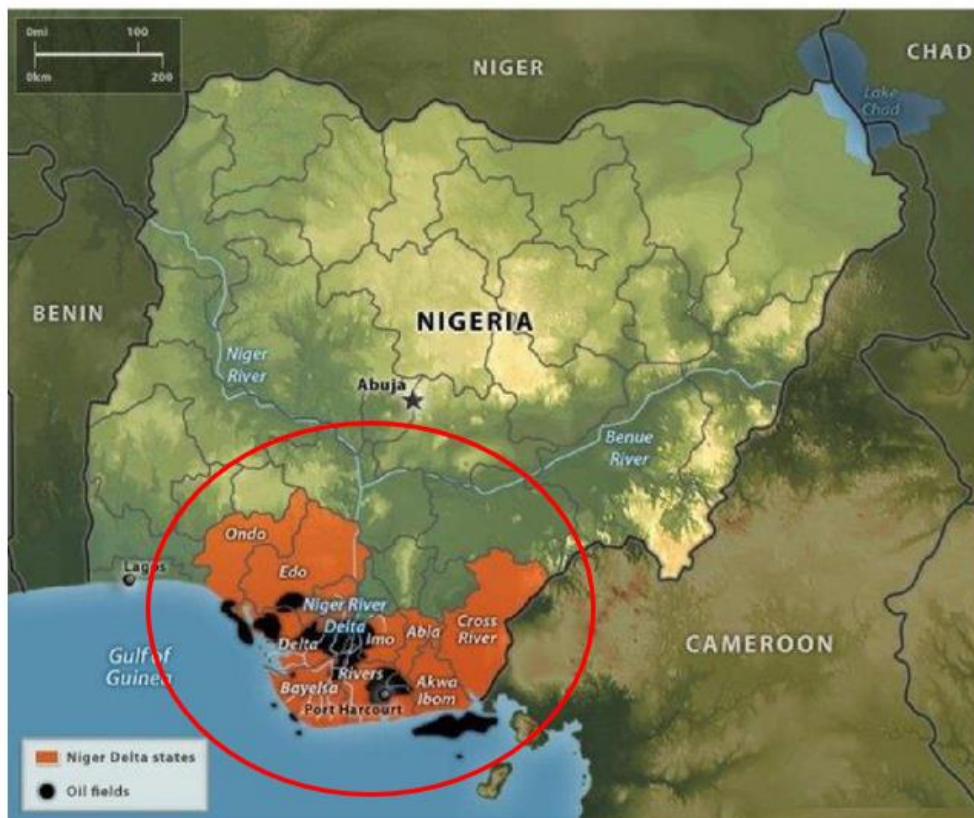 0mi 100
0km 200
NIGER
CHAD
Lake
Chad
BENIN
NIGERIA
Niger
River
Abuja
Benue
River
Ondo
Edo
Lagos
Niger River
Delta
Delta
Imo
Abia
Cross
River
Gulf of
Guinea
Rivers
Bayelsa
Akwa
Ibom
Port Harcourt
CAMEROON
Niger Delta states
Oil fields